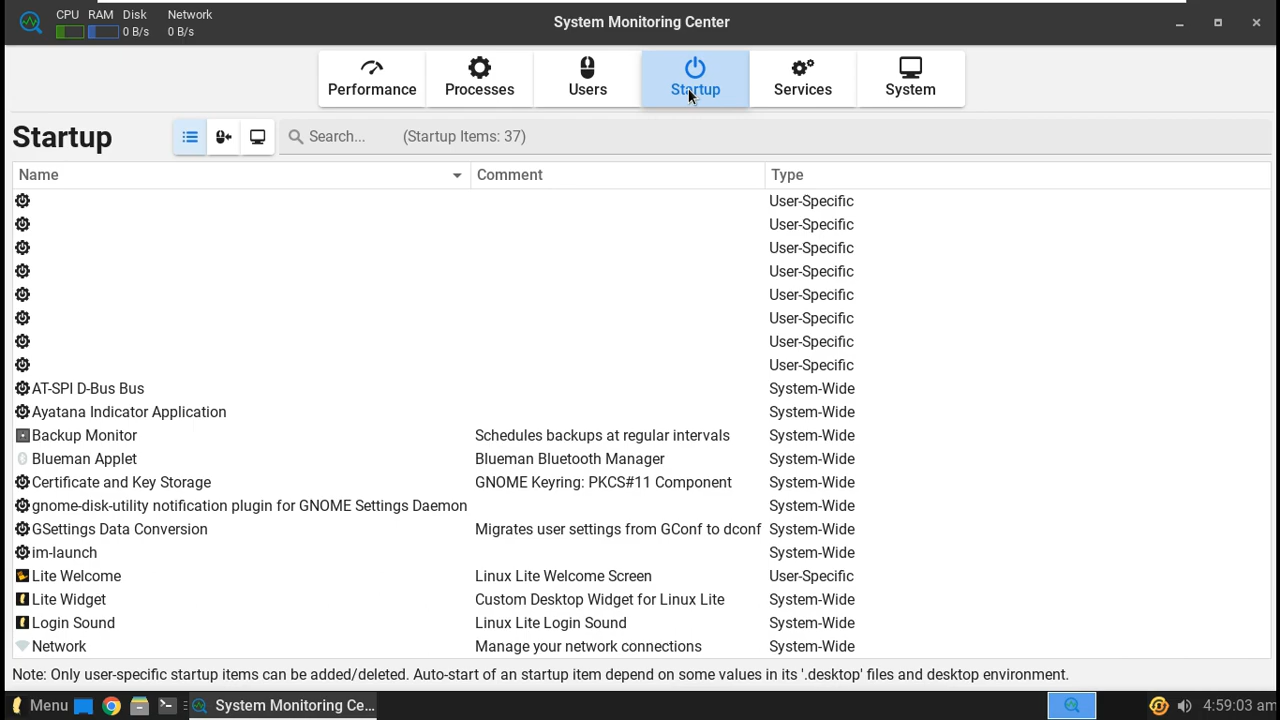 CPU RAM Disk Network
0 B/s 0 B/s
System Monitoring Center
Performance Processes Users Startup Services System
Startup Search... (Startup Items: 37)
Name Comment Type
User-Specific
User-Specific
User-Specific
User-Specific
User-Specific
User-Specific
User-Specific
User-Specific
AT-SPI D-Bus Bus System-Wide
Ayatana Indicator Application System-Wide
Backup Monitor Schedules backups at regular intervals System-Wide
Blueman Applet Blueman Bluetooth Manager System-Wide
Certificate and Key Storage GNOME Keyring: PKCS#11 Component System-Wide
gnome-disk-utility notification plugin for GNOME Settings Daemon System-Wide
GSettings Data Conversion Migrates user settings from GConf to dconf System-Wide
im-launch System-Wide
Lite Welcome Linux Lite Welcome Screen User-Specific
Lite Widget Custom Desktop Widget for Linux Lite System-Wide
Login Sound Linux Lite Login Sound System-Wide
Network Manage your network connections System-Wide
Note: Only user-specific startup items can be added/deleted. Auto-start of an startup item depend on some values in its '.desktop' files and desktop environment.
Menu System Monitoring Ce... 4:59:03 am